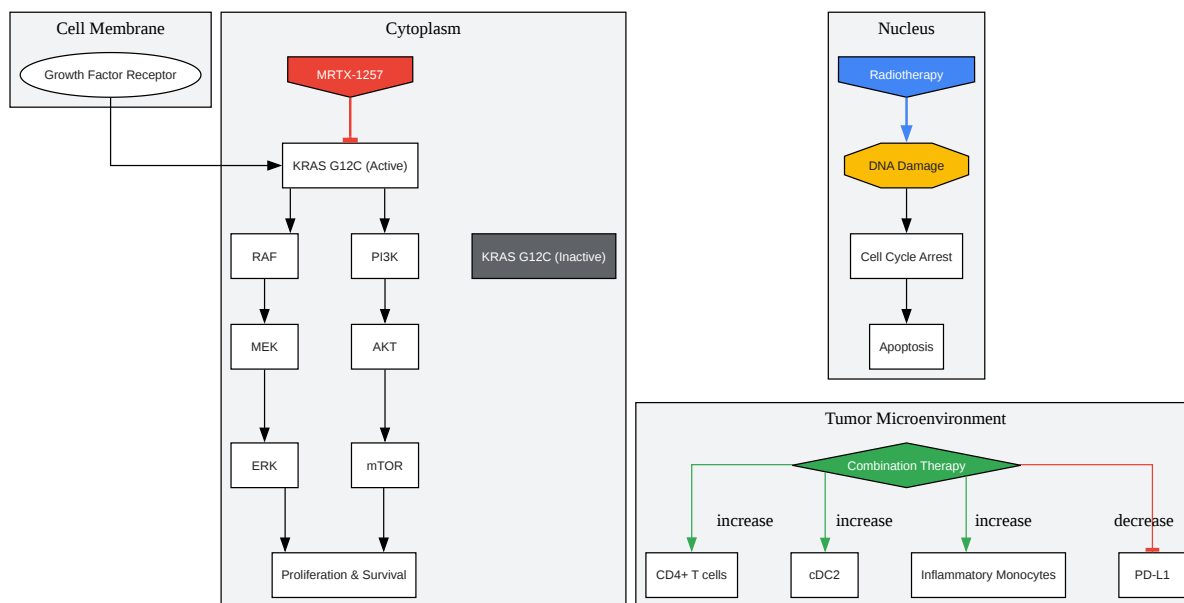 Cell Membrane
Growth Factor Receptor
Cytoplasm
MRTX-1257
KRAS G12C (Active)
RAF
PI3K
KRAS G12C (Inactive)
MEK
AKT
ERK
mTOR
Proliferation & Survival
Nucleus
Radiotherapy
DNA Damage
Cell Cycle Arrest
Apoptosis
Tumor Microenvironment
Combination Therapy
increase
increase
increase
decrease
CD4+ T cells
cDC2
Inflammatory Monocytes
PD-L1